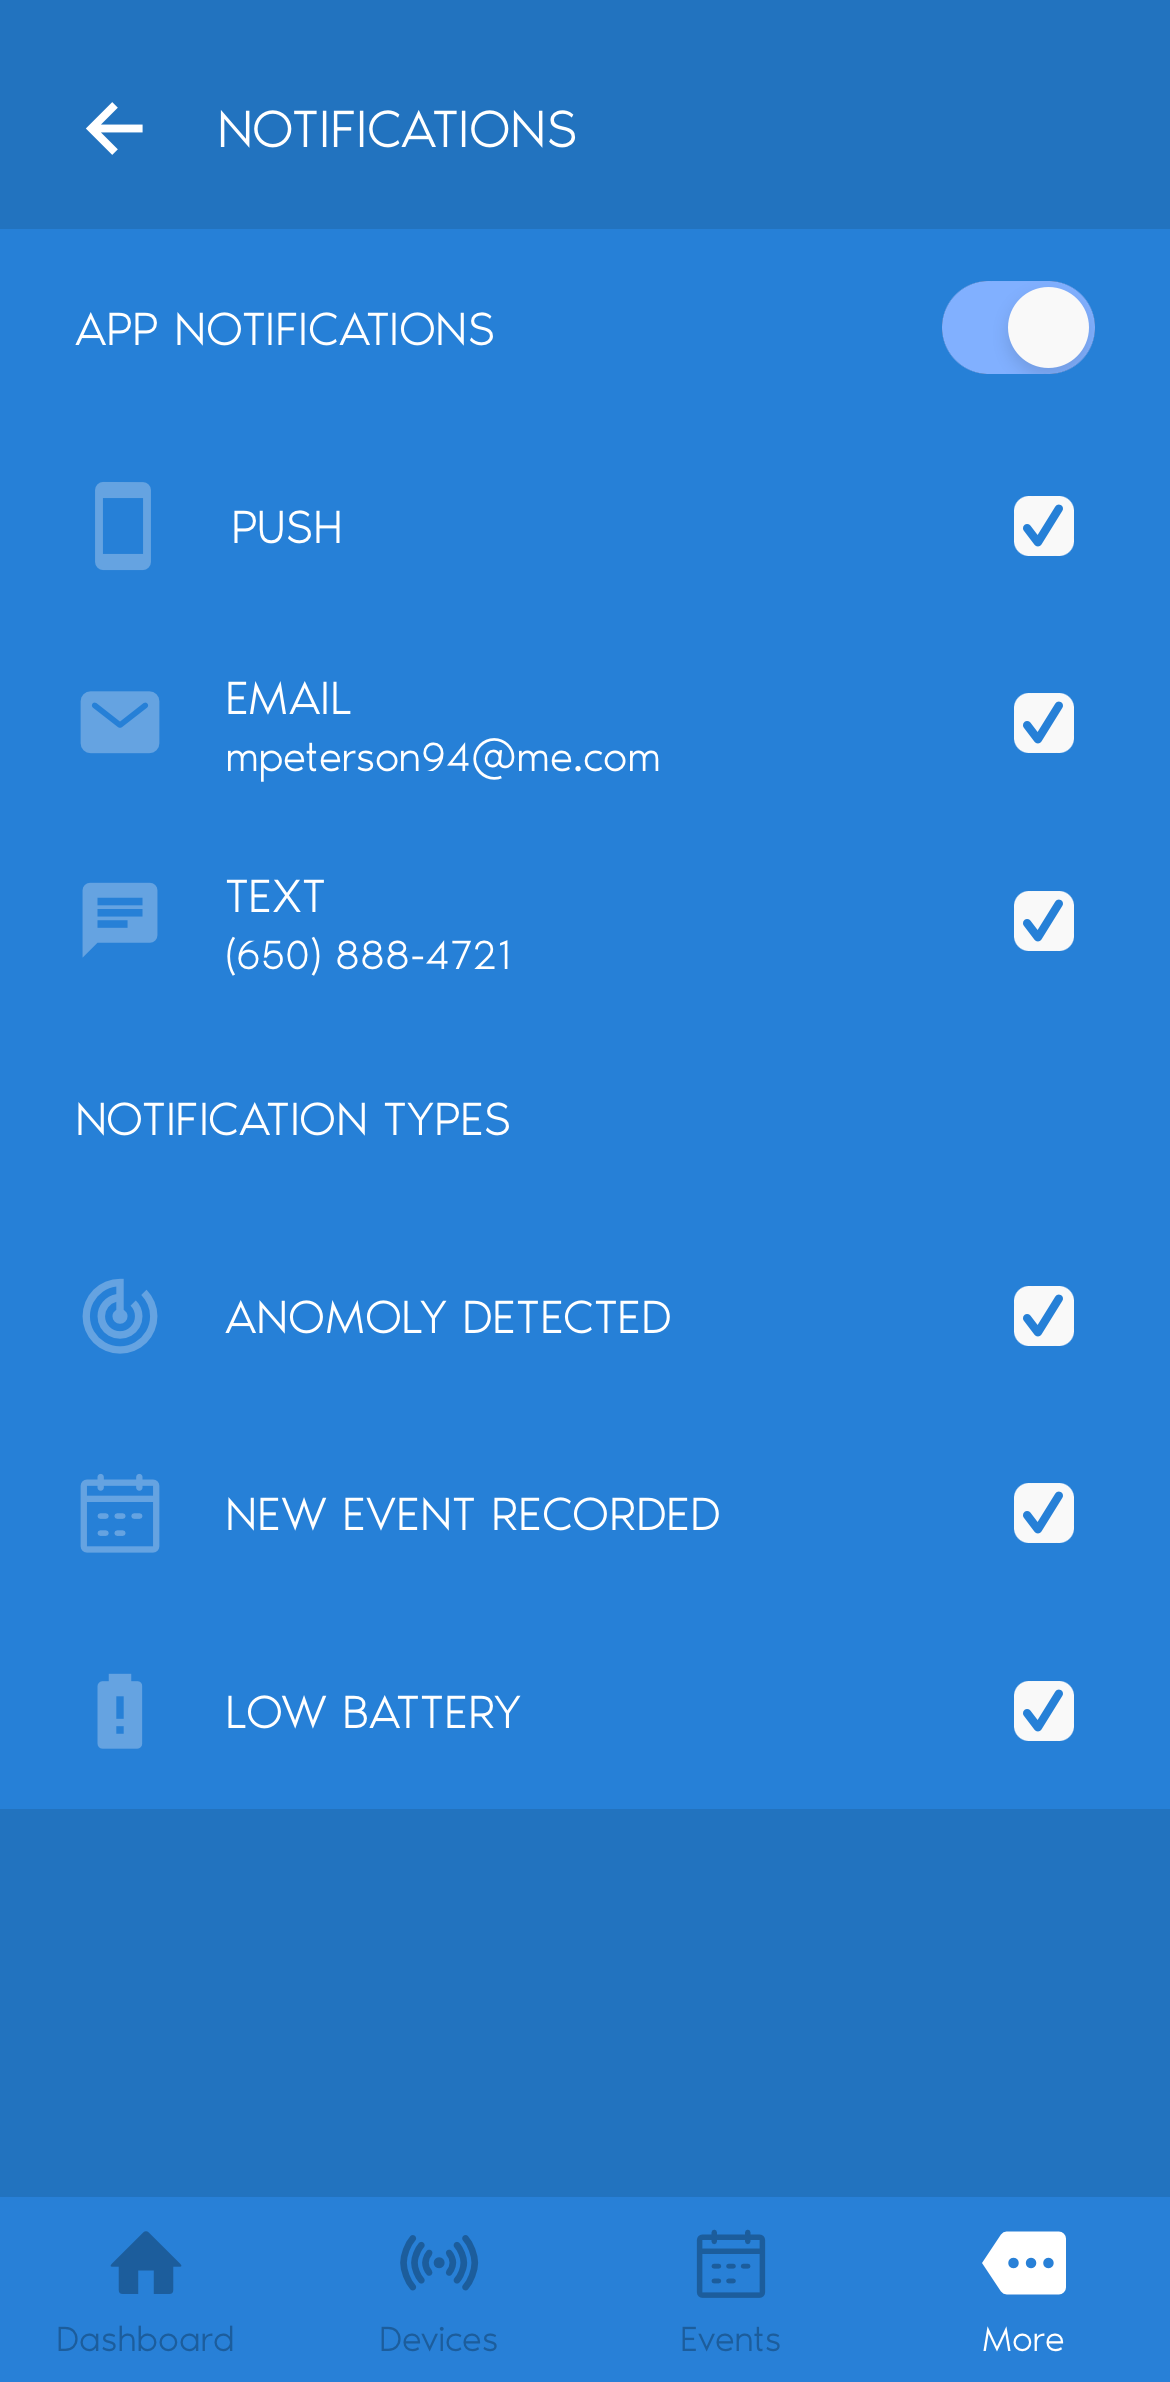 NOTIFICATIONS
APP NOTIFICATIONS
PUSH
EMAIL
mpeterson94@me.com
TEXT
(650) 888-4721
NOTIFICATION TYPES
ANOMOLY DETECTED
NEW EVENT RECORDED
LOW BATTERY
Dashboard
Devices
Events
More